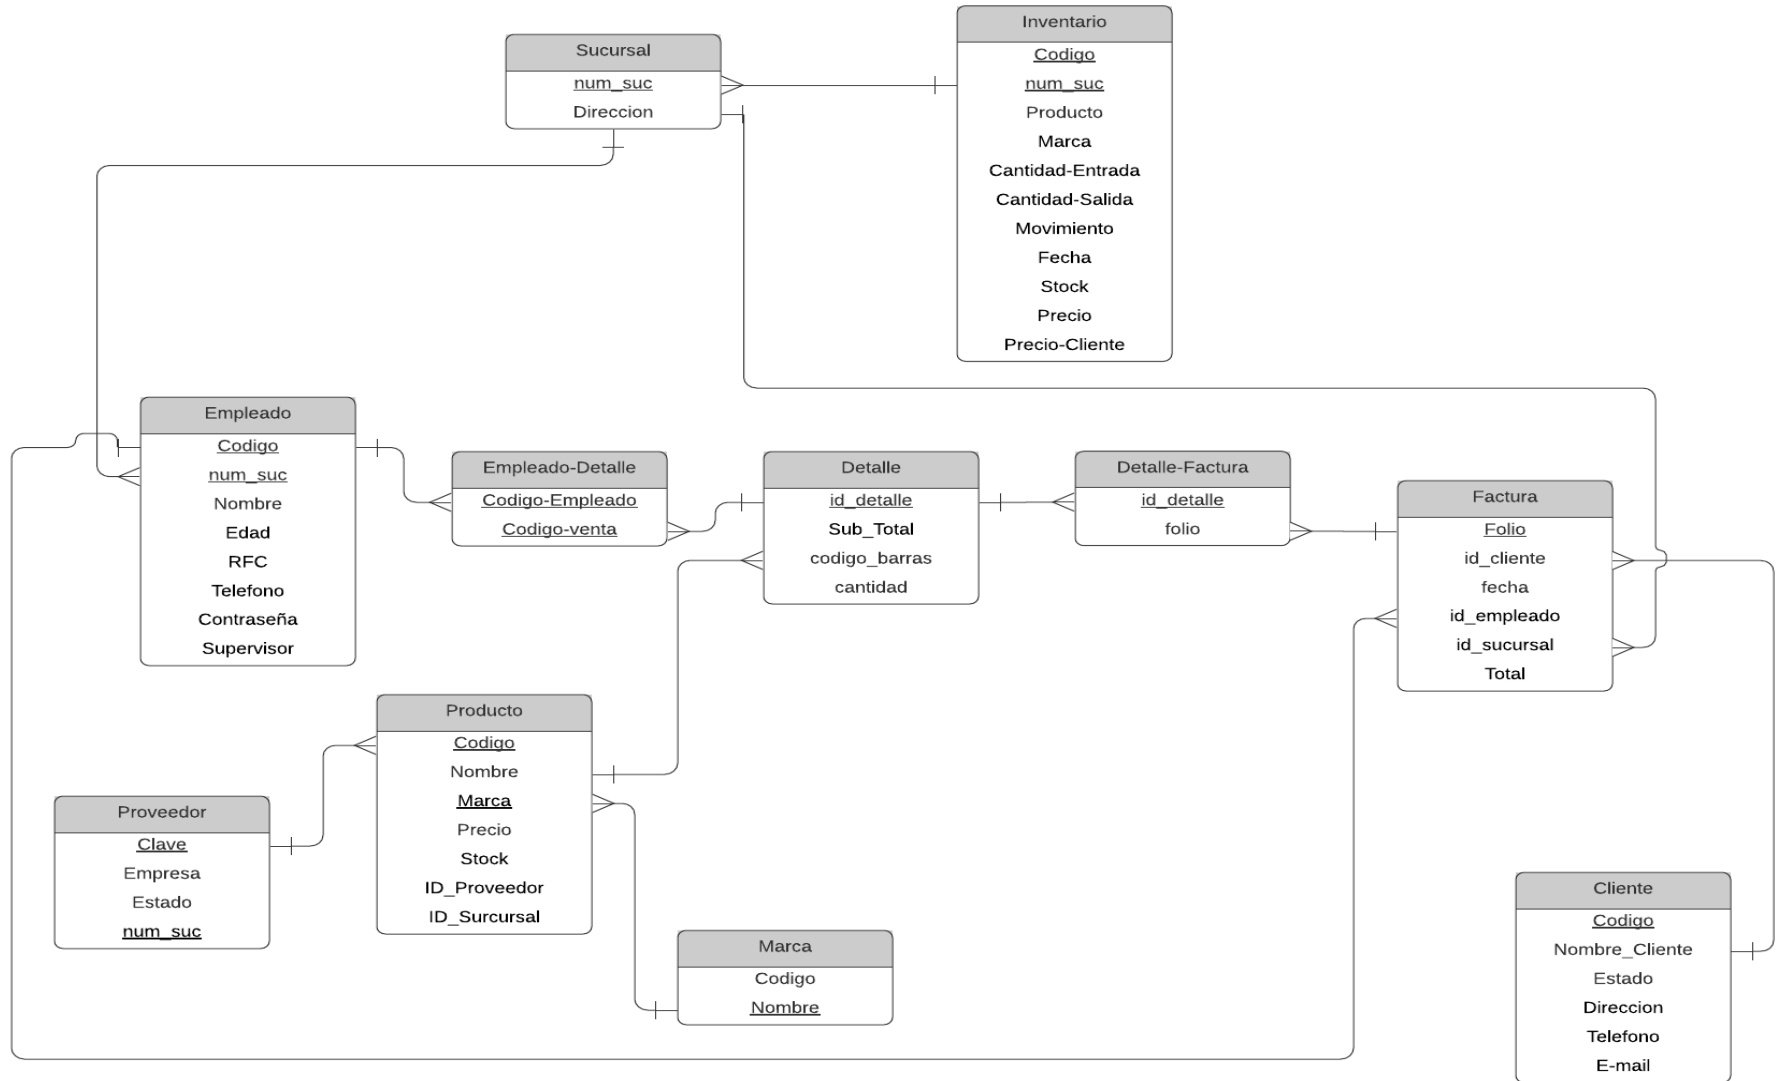 Sucursal
num_suc
Direccion
Inventario
Codigo
num_suc
Producto
Marca
Cantidad-Entrada
Cantidad-Salida
Movimiento
Fecha
Stock
Precio
Precio-Cliente
Empleado
Codigo
num_suc
Nombre
Edad
RFC
Telefono
Contraseña
Supervisor
Empleado-Detalle
Codigo-Empleado
Codigo-venta
Detalle
id_detalle
Sub_Total
codigo_barras
cantidad
Detalle-Factura
id_detalle
folio
Factura
Folio
id_cliente
fecha
id_empleado
id_sucursal
Total
Producto
Codigo
Nombre
Marca
Precio
Stock
ID_Proveedor
ID_Surcursal
Proveedor
Clave
Empresa
Estado
num_suc
Marca
Codigo
Nombre
Cliente
Codigo
Nombre_Cliente
Estado
Direccion
Telefono
E-mail